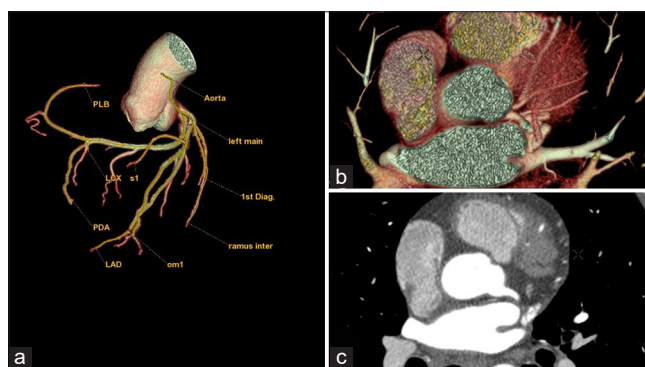 Aorta
PLB
left main
LCX
s1
1st Diag.
PDA
ramus inter
LAD
om1
a
b
c